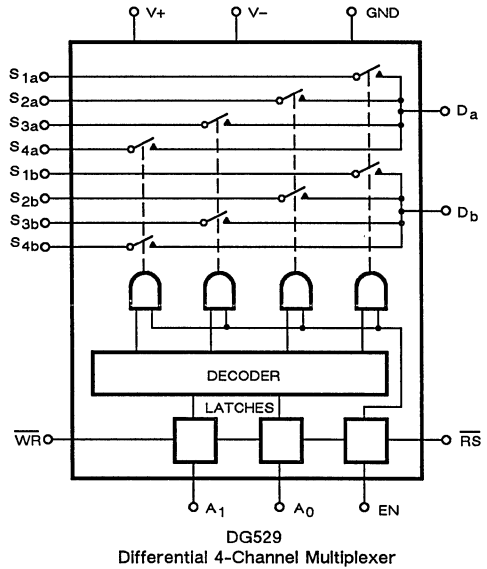 V+ V- GND
S1a
S2a
Da
S3a
S4a
S1b
S2b
Db
S3b
S4b
DECODER
LATCHES
WR RS
A1 A0 EN
DG529
Differential 4-Channel Multiplexer